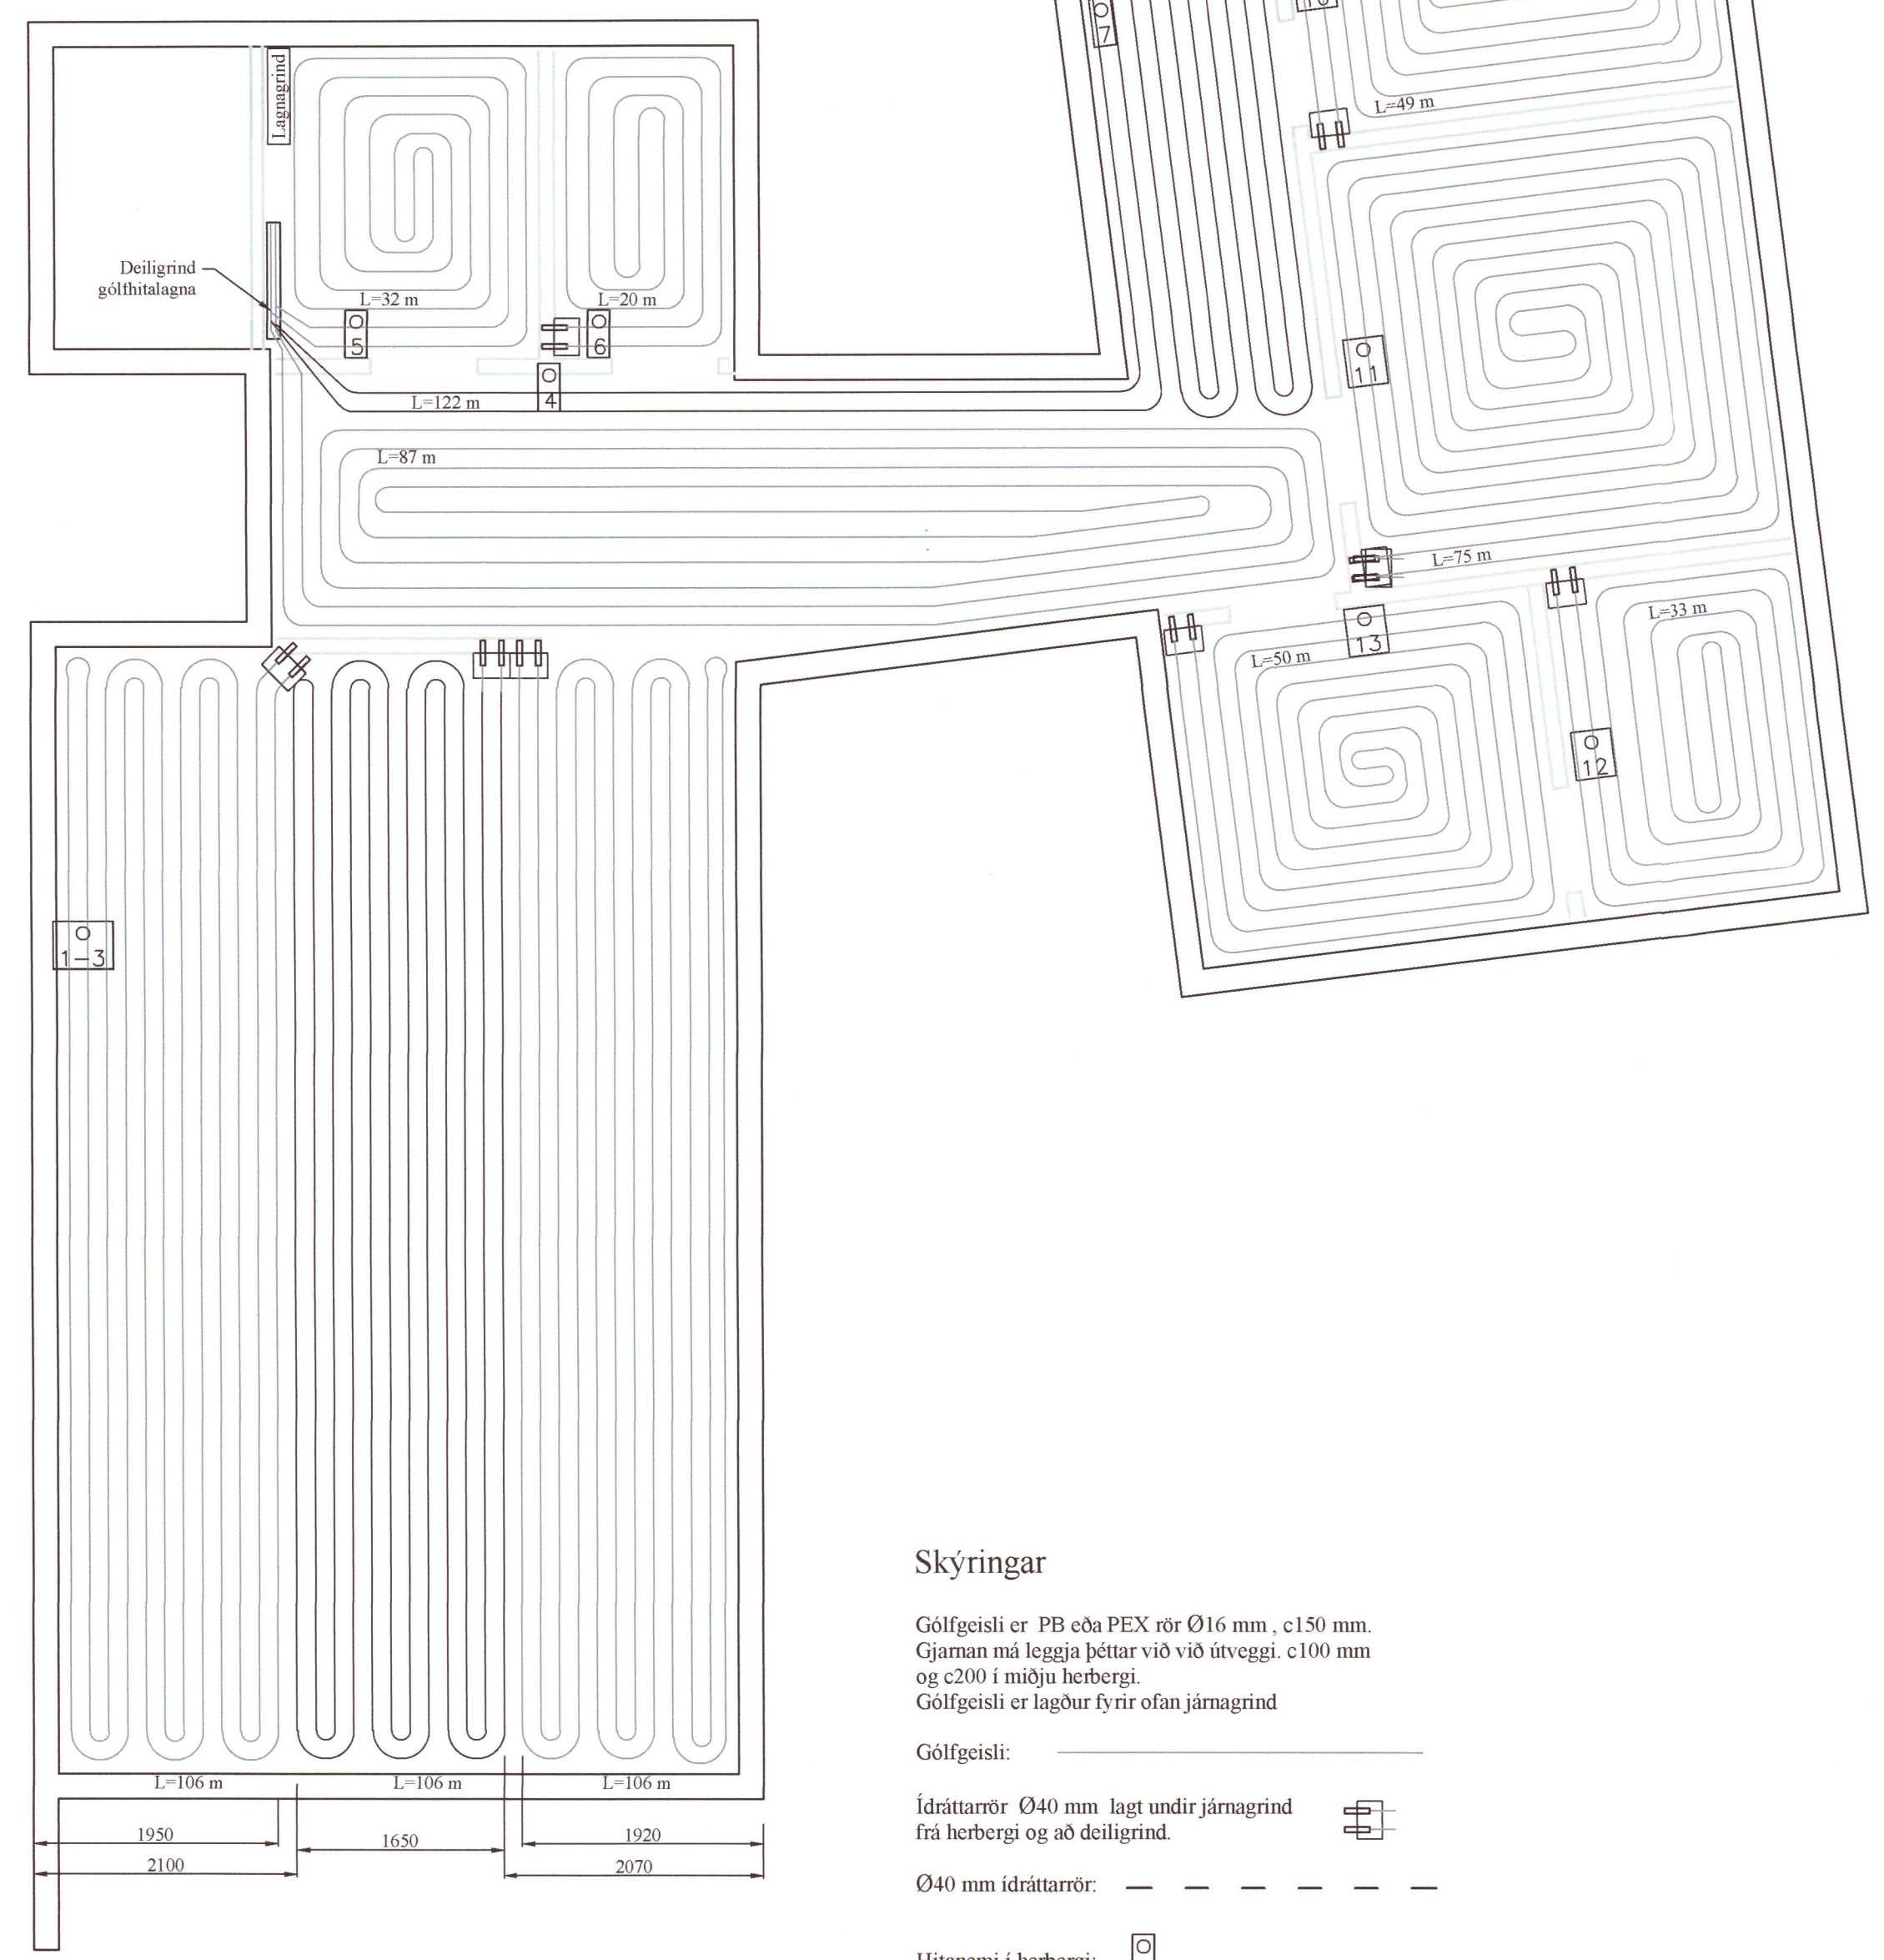 7
Lagnagrind
L=49 m
Deiligrind
gólfhitalagna
L=32 m
L=20 m
5
6
4
11
L=122 m
L=87 m
L=75 m
L=33 m
13
L=50 m
12
1-3
Skýringar
Gólfgeisli er PB eða PEX rör Ø16 mm , c150 mm.
Gjarnan má leggja þéttar við við útveggi. c100 mm
og c200 í miðju herbergi.
Gólfgeisli er lagður fyrir ofan járnagrind
Gólfgeisli:
L=106 m
L=106 m
L=106 m
Ídráttarrör Ø40 mm lagt undir járnagrind
frá herbergi og að deiligrind.
1950
1650
1920
2100
2070
Ø40 mm ídráttarrör: